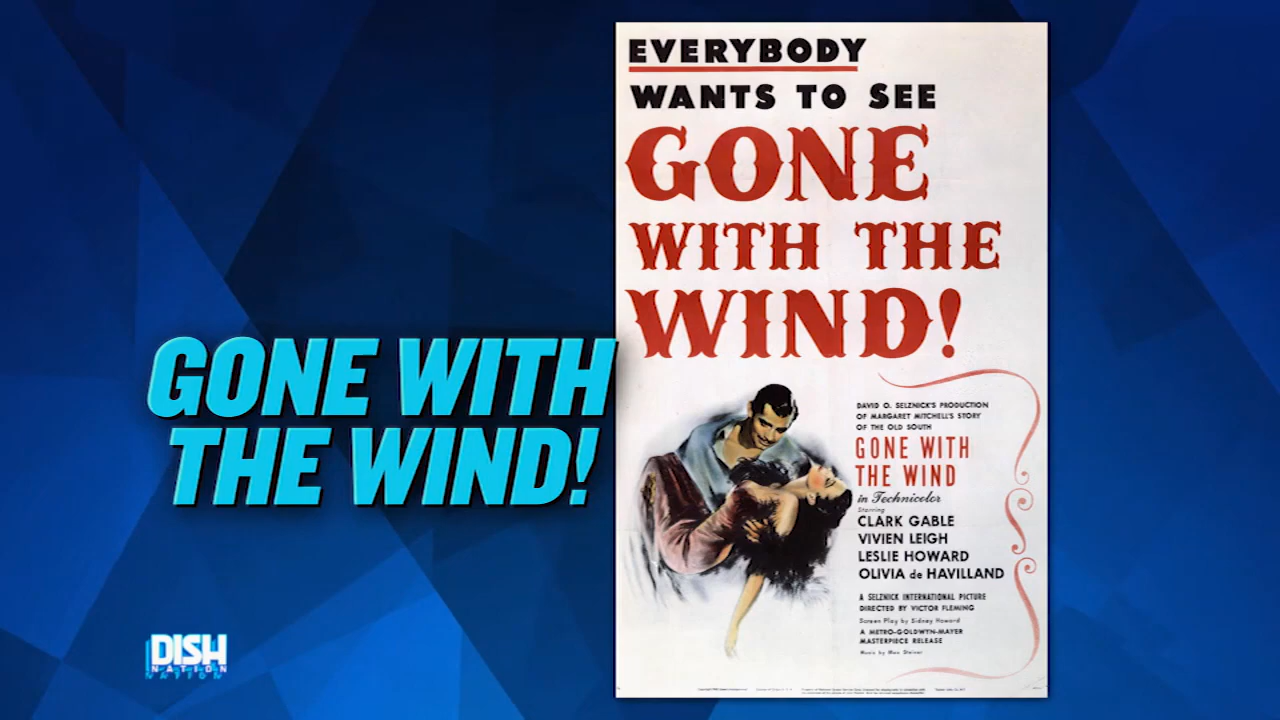 GONE WITH
THE WIND!
DISH
NATION
EVERYBODY
WANTS TO SEE
GONE
WITH THE
WIND!
DAVID O. SELZNICK'S PRODUCTION
OF MARGARET MITCHELL'S STORY
OF THE OLD SOUTH
GONE WITH
THE WIND
in Technicolor
Starring
CLARK GABLE
VIVIEN LEIGH
LESLIE HOWARD
OLIVIA de HAVILLAND
A SELZNICK INTERNATIONAL PICTURE
DIRECTED BY VICTOR FLEMING
Screen Play by Sidney Howard
A METRO-GOLDWYN-MAYER
MASTERPIECE RELEASE
Music by Max Steiner